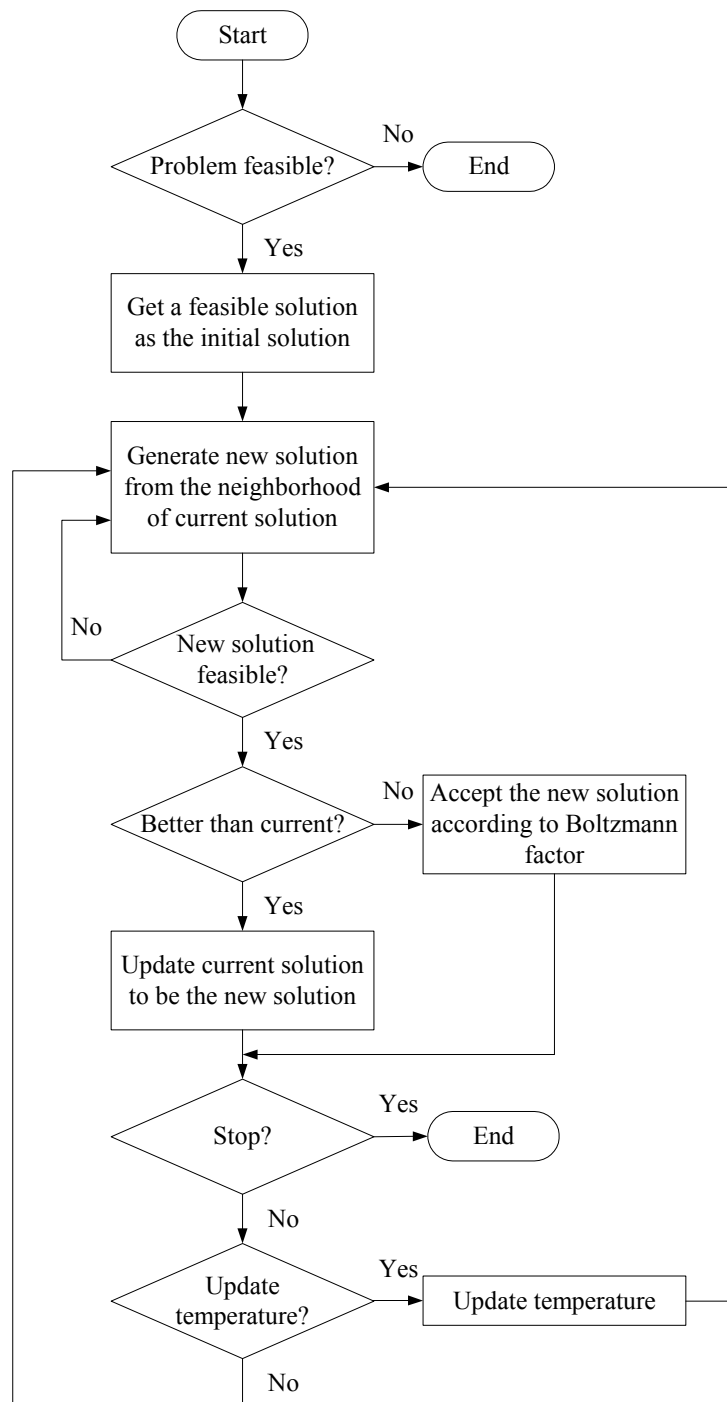 Start
No
Problem feasible?
End
Yes
Get a feasible solution
as the initial solution
Generate new solution
from the neighborhood
of current solution
No
New solution
feasible?
Yes
No
Accept the new solution
according to Boltzmann
factor
Better than current?
Yes
Update current solution
to be the new solution
Yes
Stop?
End
No
Update
temperature?
Yes
Update temperature
No